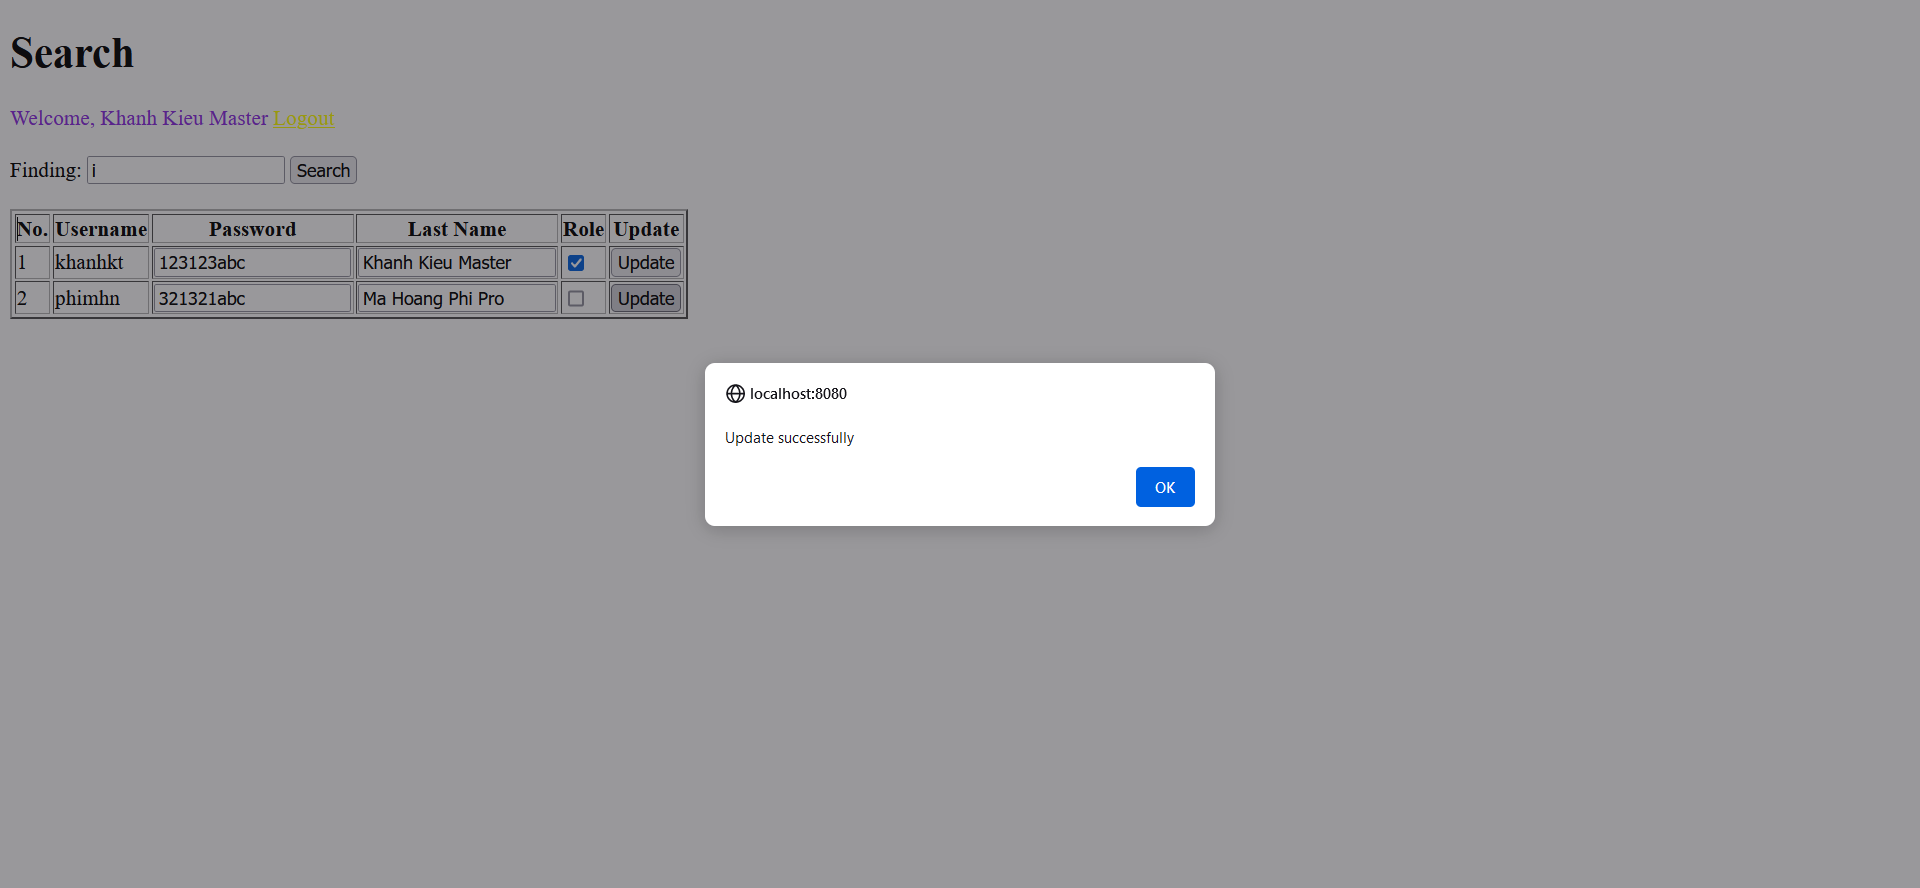 Search
Welcome, Khanh Kieu Master Logout
Finding: i Search
No. Username Password Last Name Role Update
1 khanhkt 123123abc Khanh Kieu Master Update
2 phimhn 321321abc Ma Hoang Phi Pro Update
localhost:8080
Update successfully
OK